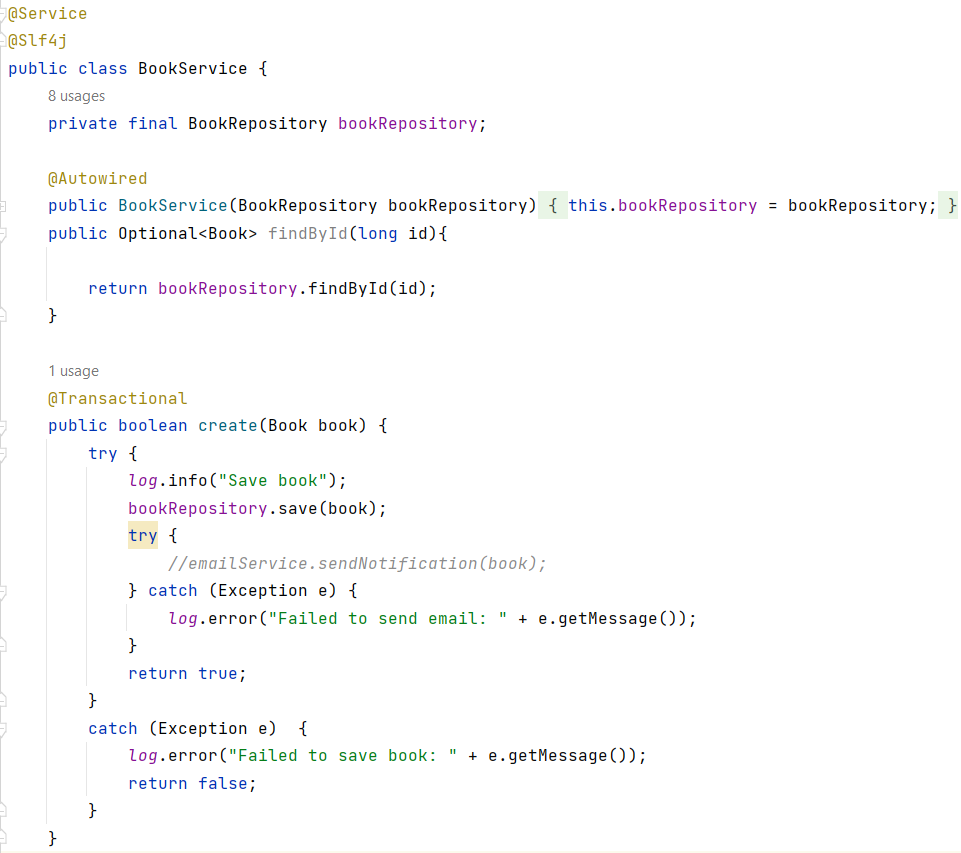 @Service
@Slf4j
public class BookService {
8 usages
private final BookRepository bookRepository;
@Autowired
public BookService(BookRepository bookRepository) { this.bookRepository = bookRepository; }
public Optional<Book> findById(long id){
return bookRepository.findById(id);
}
1 usage
@Transactional
public boolean create(Book book) {
try {
log.info("Save book");
bookRepository.save(book);
try {
//emailService.sendNotification(book);
} catch (Exception e) {
log.error("Failed to send email: " + e.getMessage());
}
return true;
}
catch (Exception e)  {
log.error("Failed to save book: " + e.getMessage());
return false;
}
}